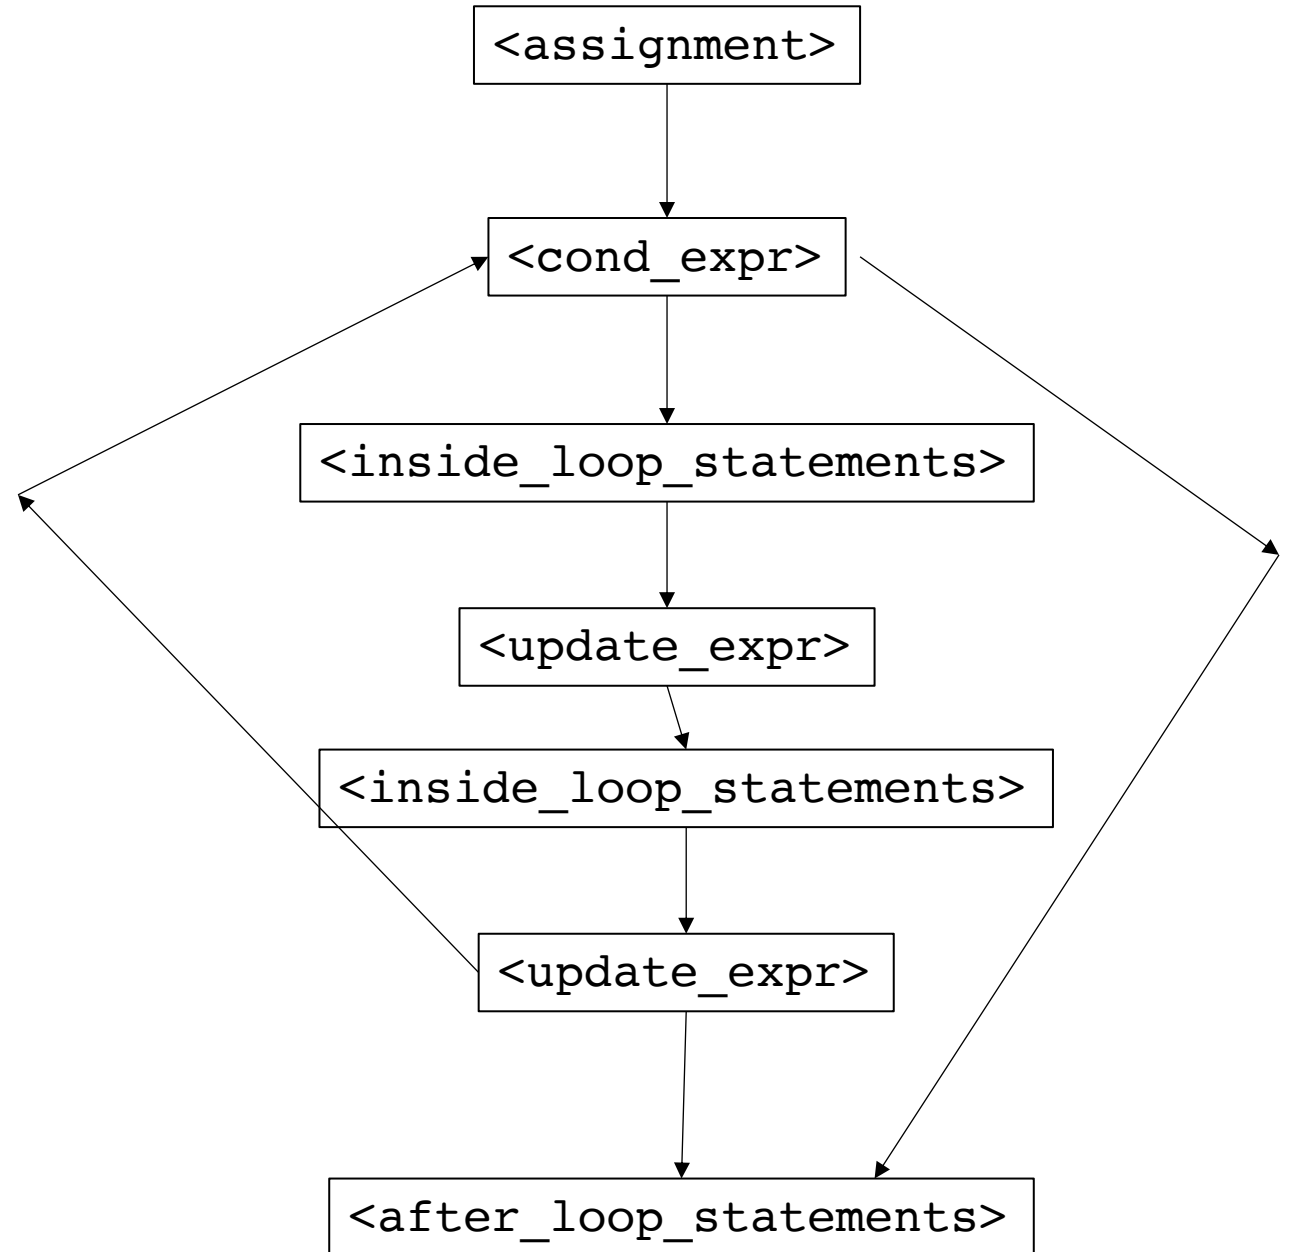 <assignment>
<cond_expr>
<inside_loop_statements>
<update_expr>
<inside_loop_statements>
<update_expr>
<after_loop_statements>